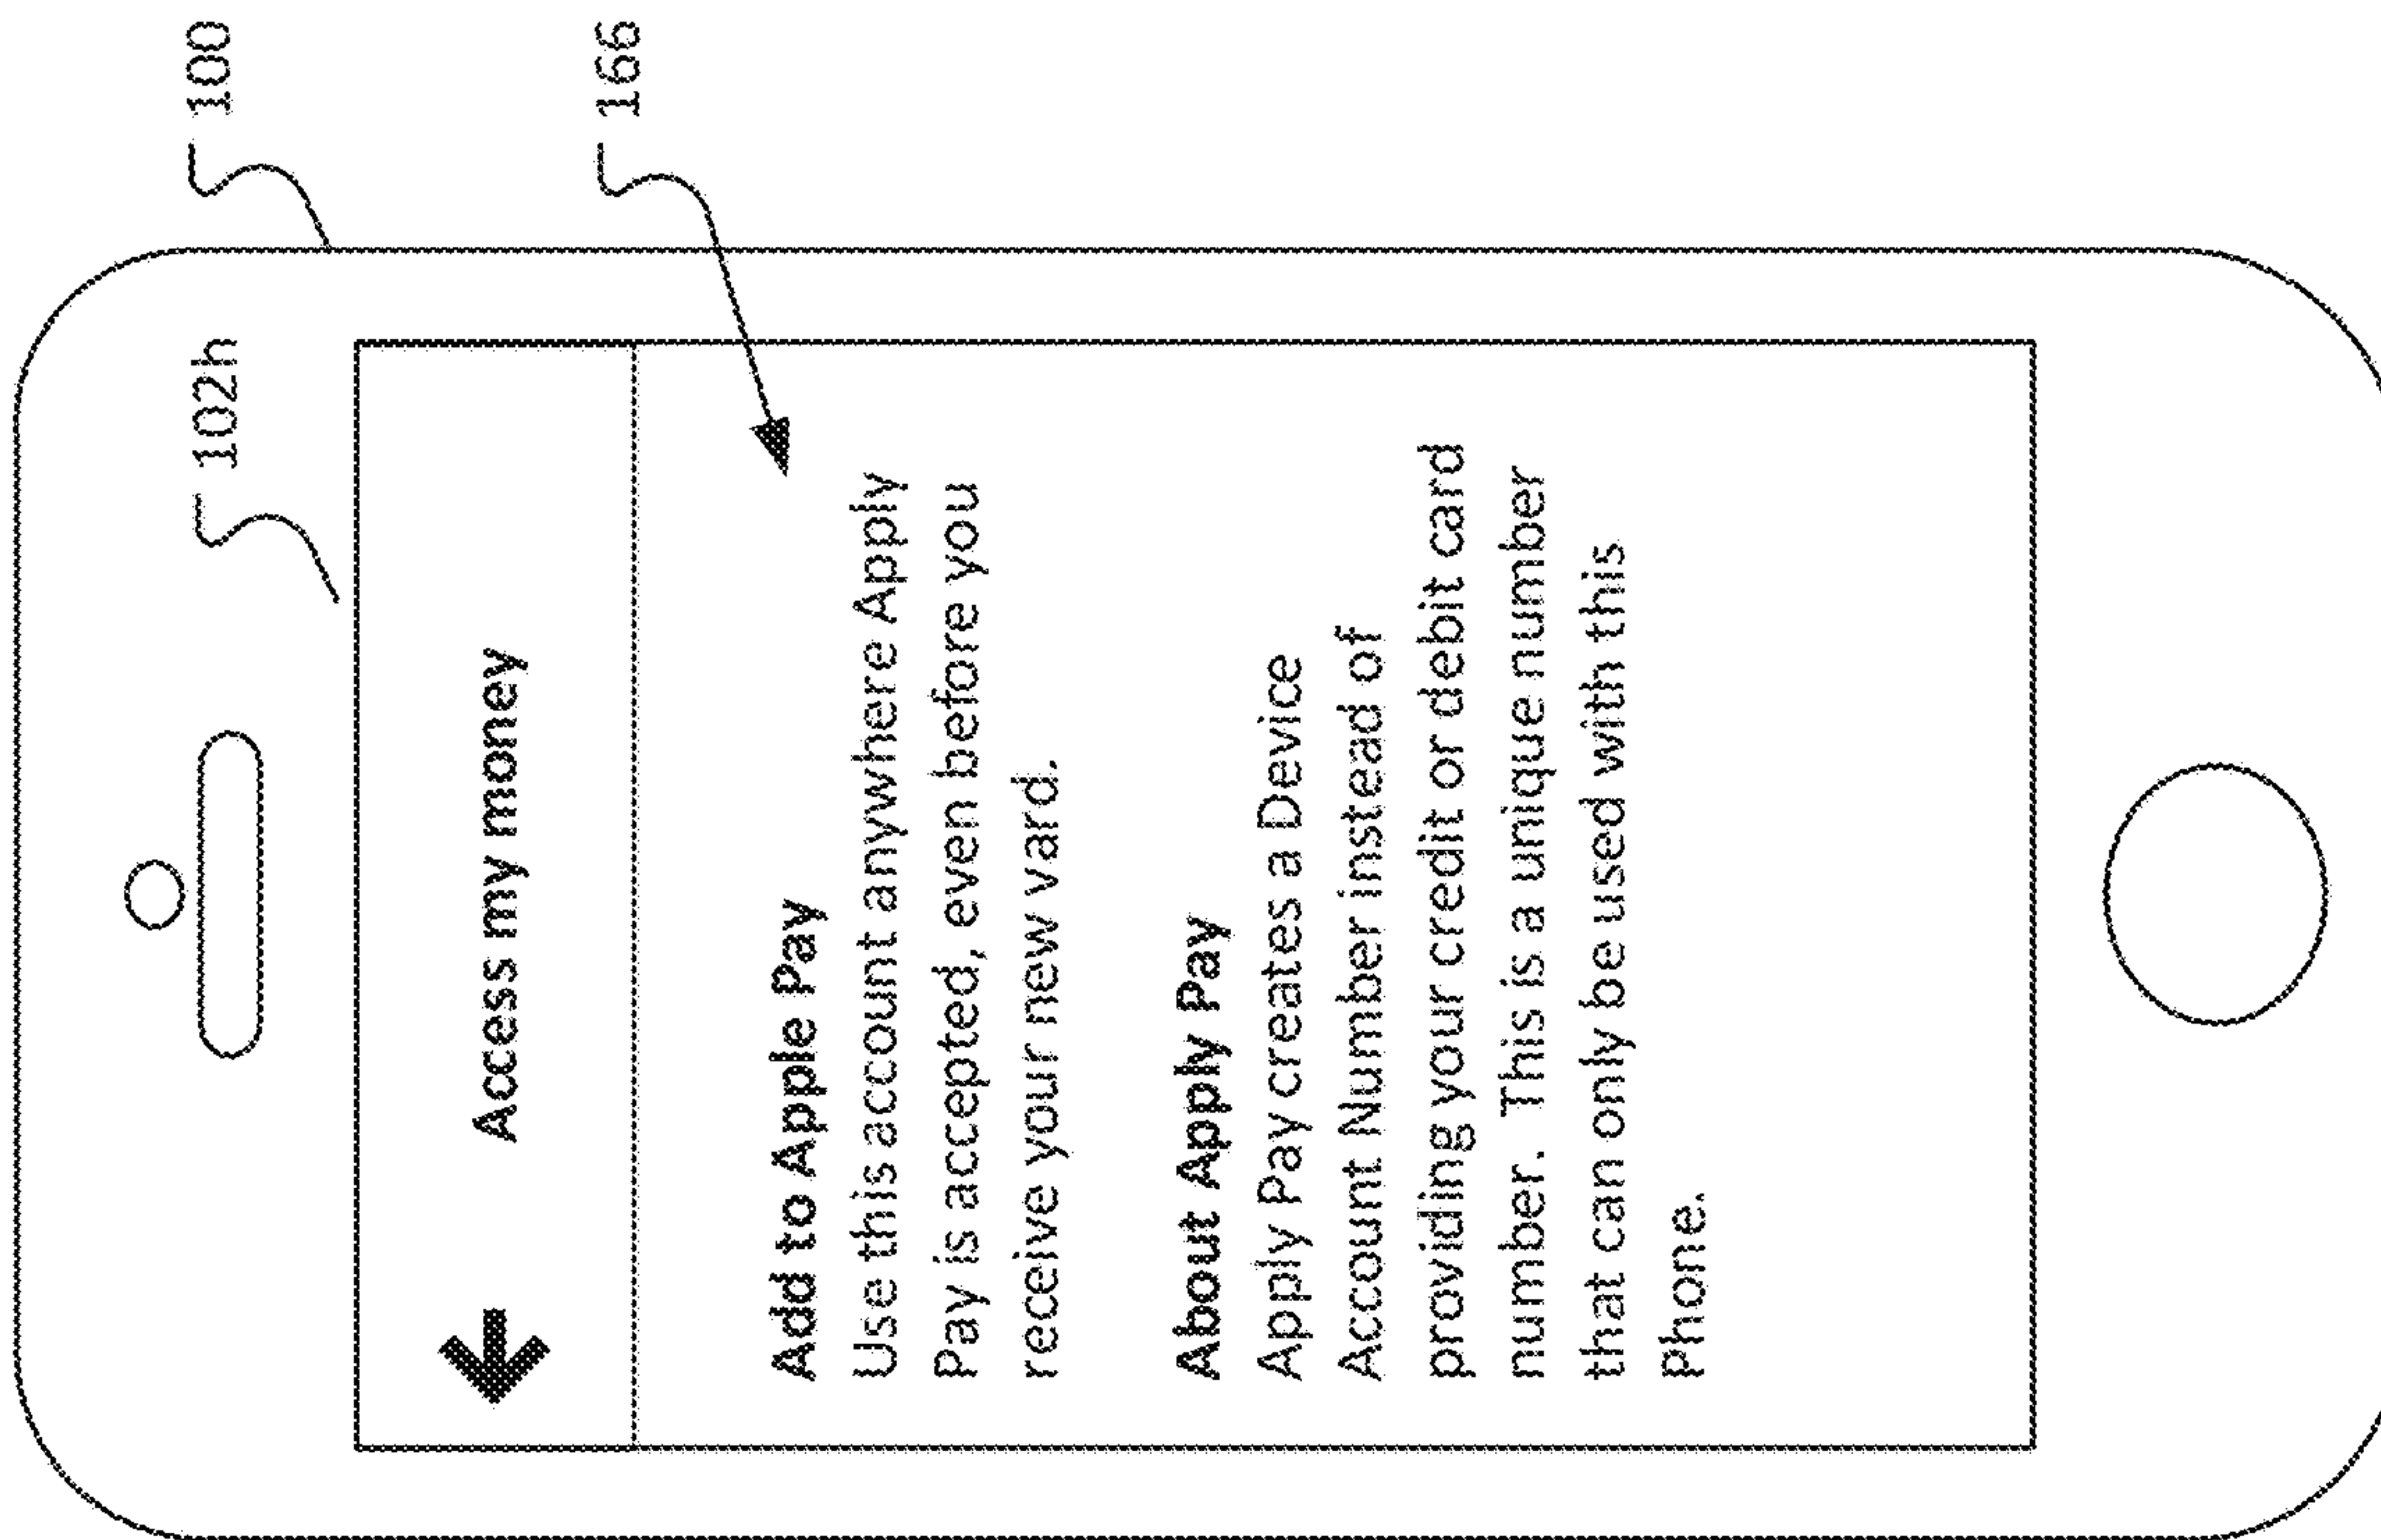 100
102h
166
Access my money
Add to Apple Pay
Use this account anywhere Apply
Pay is accepted, even before you
receive your new vard.
About Apply Pay
Apply Pay creates a Device
Account Number instead of
providing your credit or debit card
number. This is a unique number
that can only be used with this
Phone.